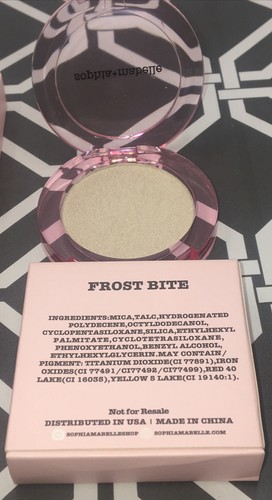 sophia+mabelle
FROST BITE
INGREDIENTS:MICA,TALC,HYDROGENATED
POLYDECENE,OCTYLDODECANOL,
CYCLOPENTASILOXANE,SILICA,ETHYLHEXYL
PALMITATE,CYCLOTETRASILOXANE,
PHENOXYETHANOL,BENZYL ALCOHOL,
ETHYLHEXYLGLYCERIN.MAY CONTAIN/
PIGMENT: TITANIUM DIOXIDE(CI 77891),IRON
OXIDES(CI 77491/CI77492/CI77499),RED 40
LAKE(CI 16035),YELLOW 5 LAKE(CI 19140:1).
Not for Resale
DISTRIBUTED IN USA | MADE IN CHINA
SOPHIAMABELLESHOP SOPHIAMABELLE.COM